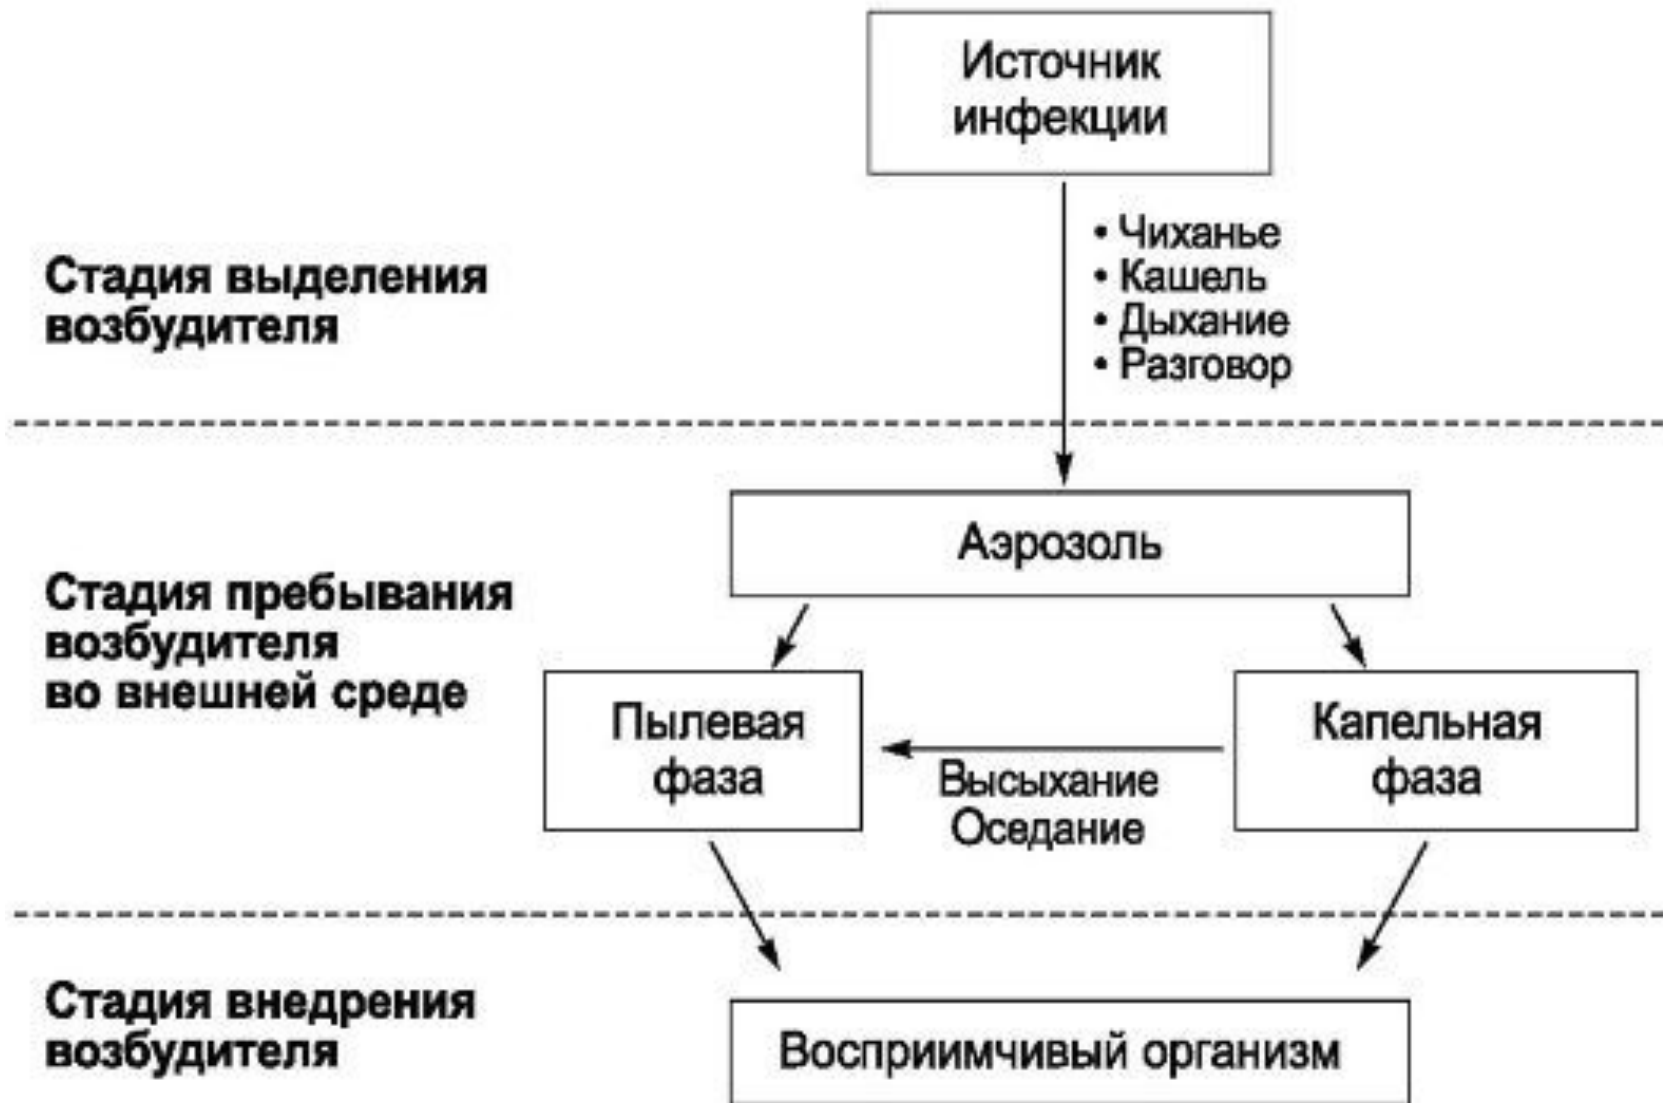 Источник
инфекции
• Чиханье
• Кашель
• Дыхание
• Разговор
Стадия выделения
возбудителя
Аэрозоль
Стадия пребывания
возбудителя
во внешней среде
Пылевая
фаза
Высыхание
Оседание
Капельная
фаза
Стадия внедрения
возбудителя
Восприимчивый организм